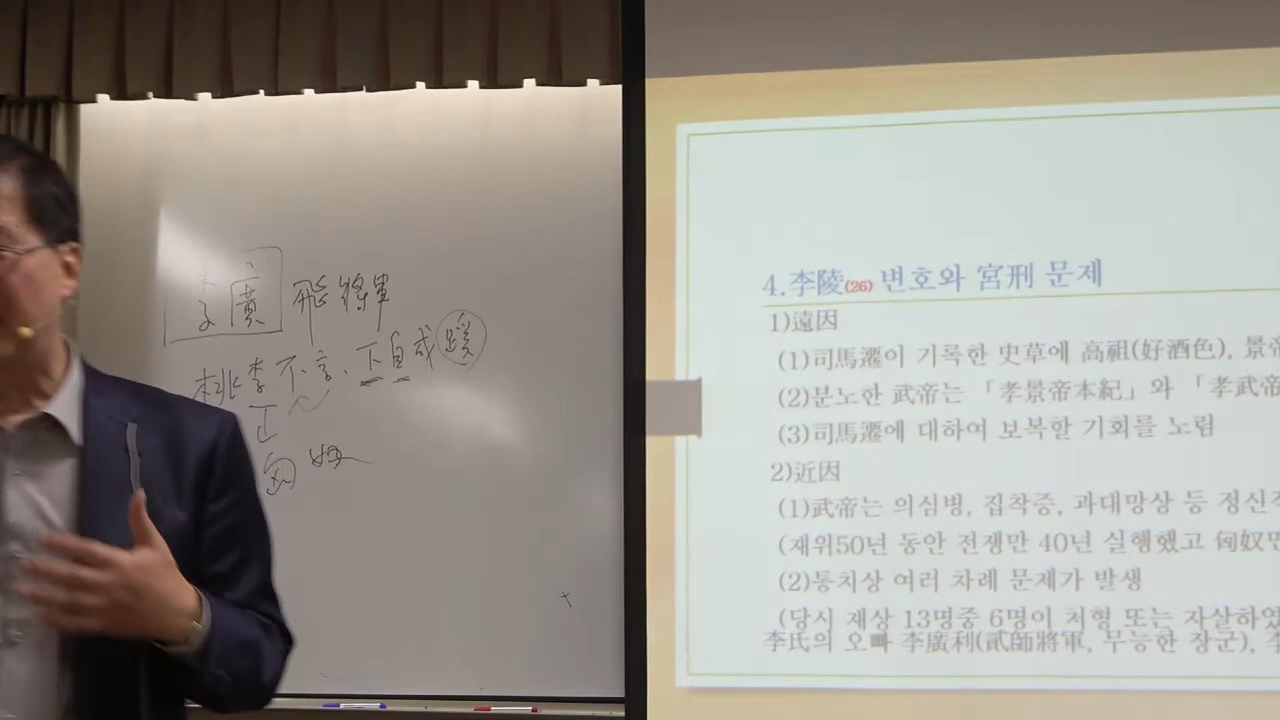 李廣 飛將軍
桃李不言、下自成蹊
匈奴
4.李陵(26) 변호와 宮刑 문제
1)遠因
(1)司馬遷이 기록한 史草에 高祖(好酒色), 景帝
(2)분노한 武帝는 「孝景帝本紀」와 「孝武帝
(3)司馬遷에 대하여 보복할 기회를 노림
2)近因
(1)武帝는 의심병, 집착증, 과대망상 등 정신적
(재위50년 동안 전쟁만 40년 실행했고 匈奴만
(2)통치상 여러 차례 문제가 발생
(당시 재상 13명중 6명이 처형 또는 자살하였
李氏의 오빠 李廣利(貳師將軍, 무능한 장군), 李